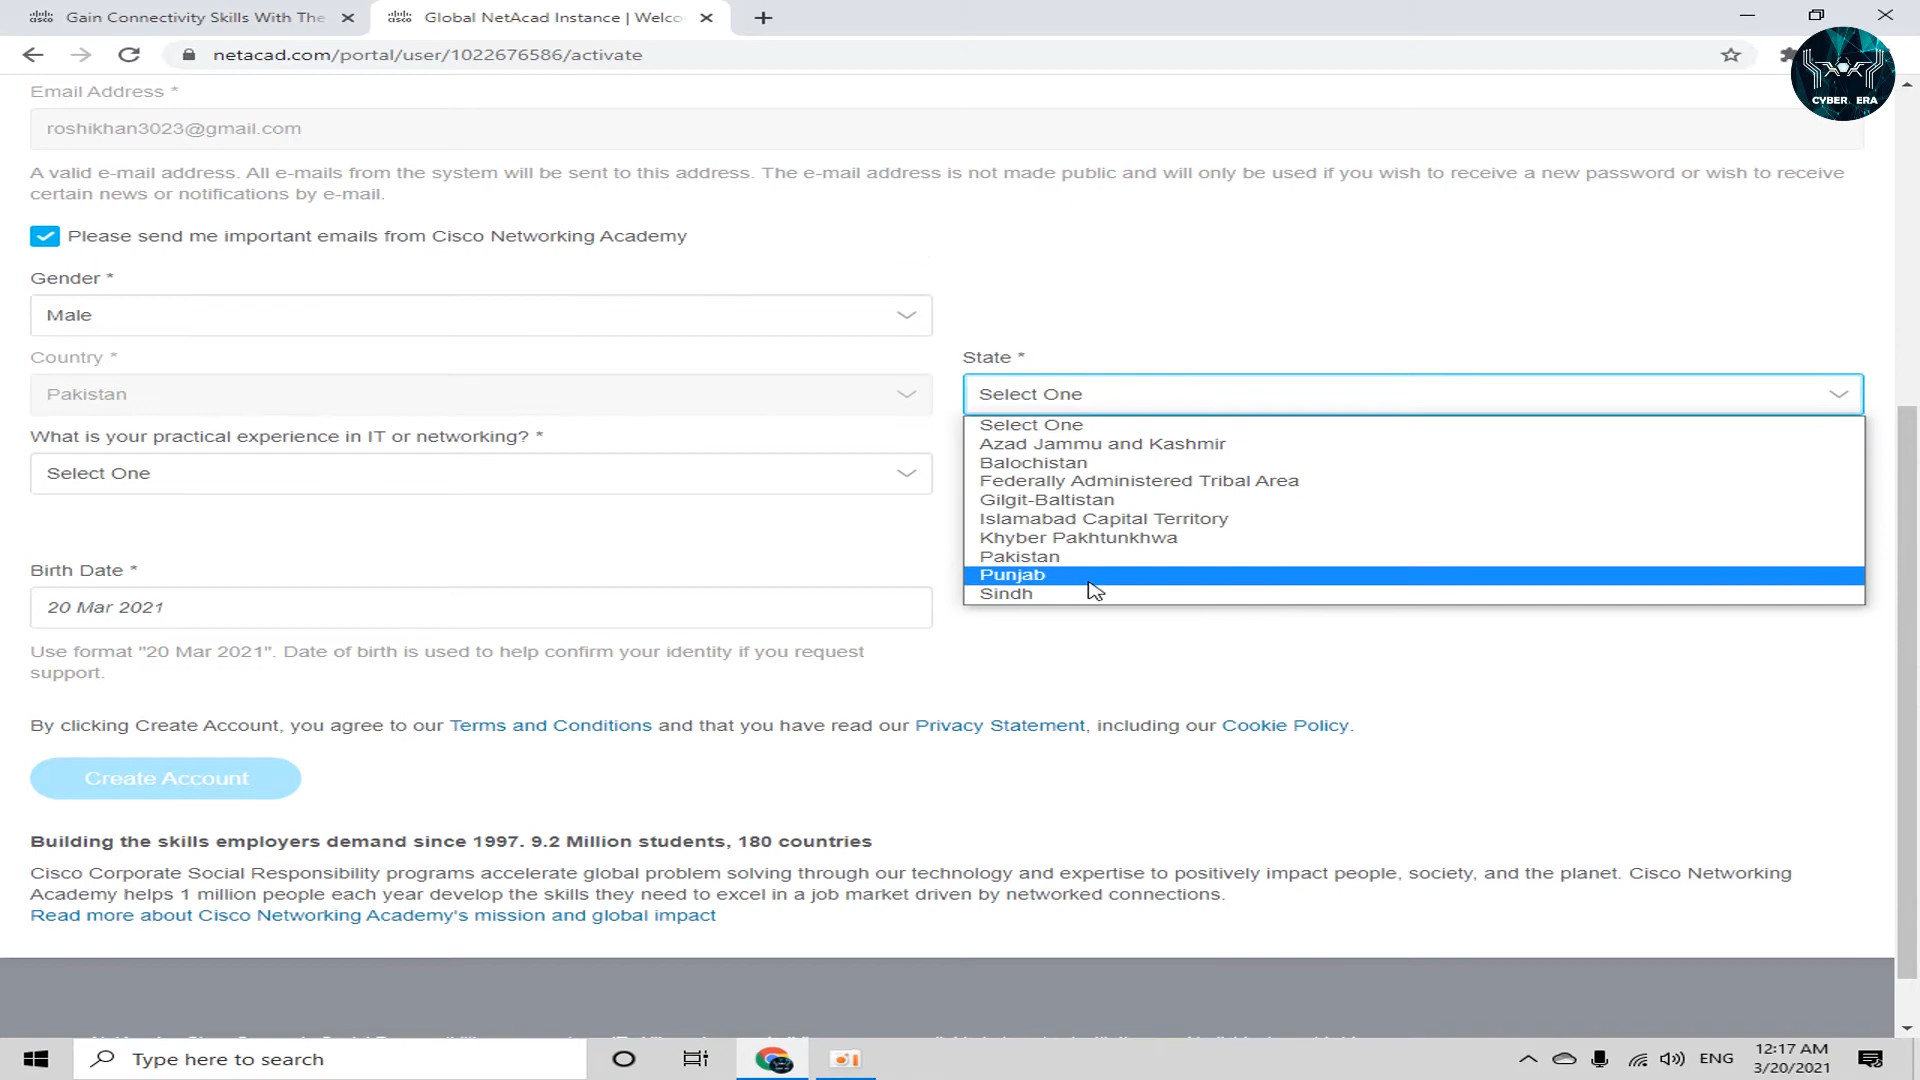 Gain Connectivity Skills With The
Global NetAcad Instance | Welco
netacad.com/portal/user/1022676586/activate
CYBER ERA
Email Address *
roshikhan3023@gmail.com
A valid e-mail address. All e-mails from the system will be sent to this address. The e-mail address is not made public and will only be used if you wish to receive a new password or wish to receive
certain news or notifications by e-mail.
Please send me important emails from Cisco Networking Academy
Gender *
Male
Country *
State *
Pakistan
Select One
What is your practical experience in IT or networking? *
Select One
Select One
Azad Jammu and Kashmir
Balochistan
Federally Administered Tribal Area
Gilgit-Baltistan
Islamabad Capital Territory
Khyber Pakhtunkhwa
Pakistan
Punjab
Sindh
Birth Date *
20 Mar 2021
Use format "20 Mar 2021". Date of birth is used to help confirm your identity if you request
support.
By clicking Create Account, you agree to our Terms and Conditions and that you have read our Privacy Statement, including our Cookie Policy.
Create Account
Building the skills employers demand since 1997. 9.2 Million students, 180 countries
Cisco Corporate Social Responsibility programs accelerate global problem solving through our technology and expertise to positively impact people, society, and the planet. Cisco Networking
Academy helps 1 million people each year develop the skills they need to excel in a job market driven by networked connections.
Read more about Cisco Networking Academy's mission and global impact
Type here to search
ENG
12:17 AM
3/20/2021